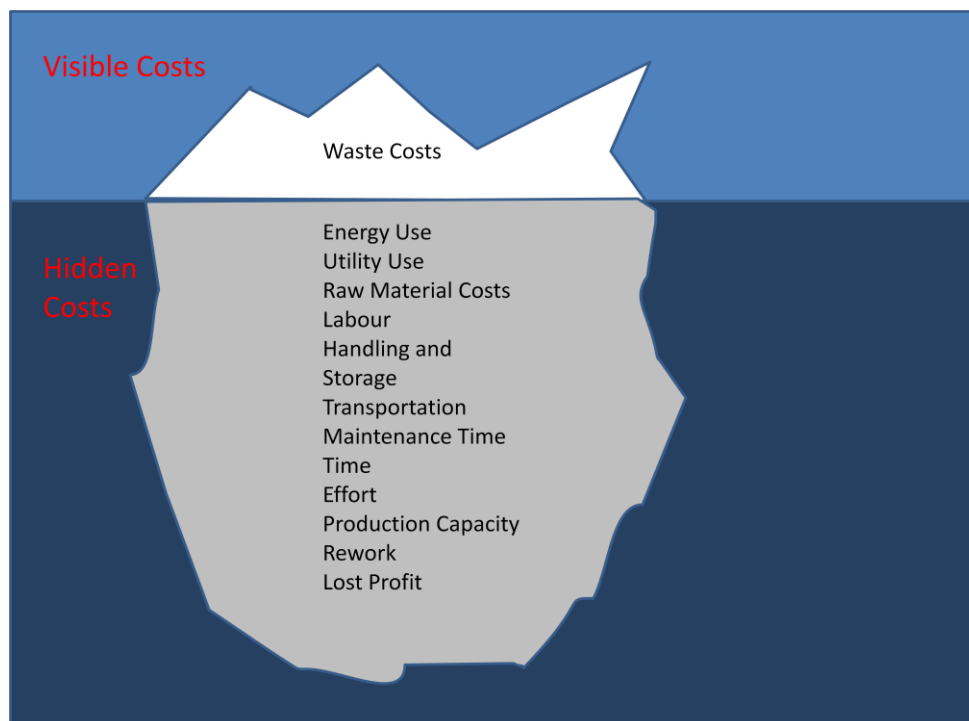 Visible Costs
Waste Costs
Hidden
Costs
Energy Use
Utility Use
Raw Material Costs
Labour
Handling and
Storage
Transportation
Maintenance Time
Time
Effort
Production Capacity
Rework
Lost Profit